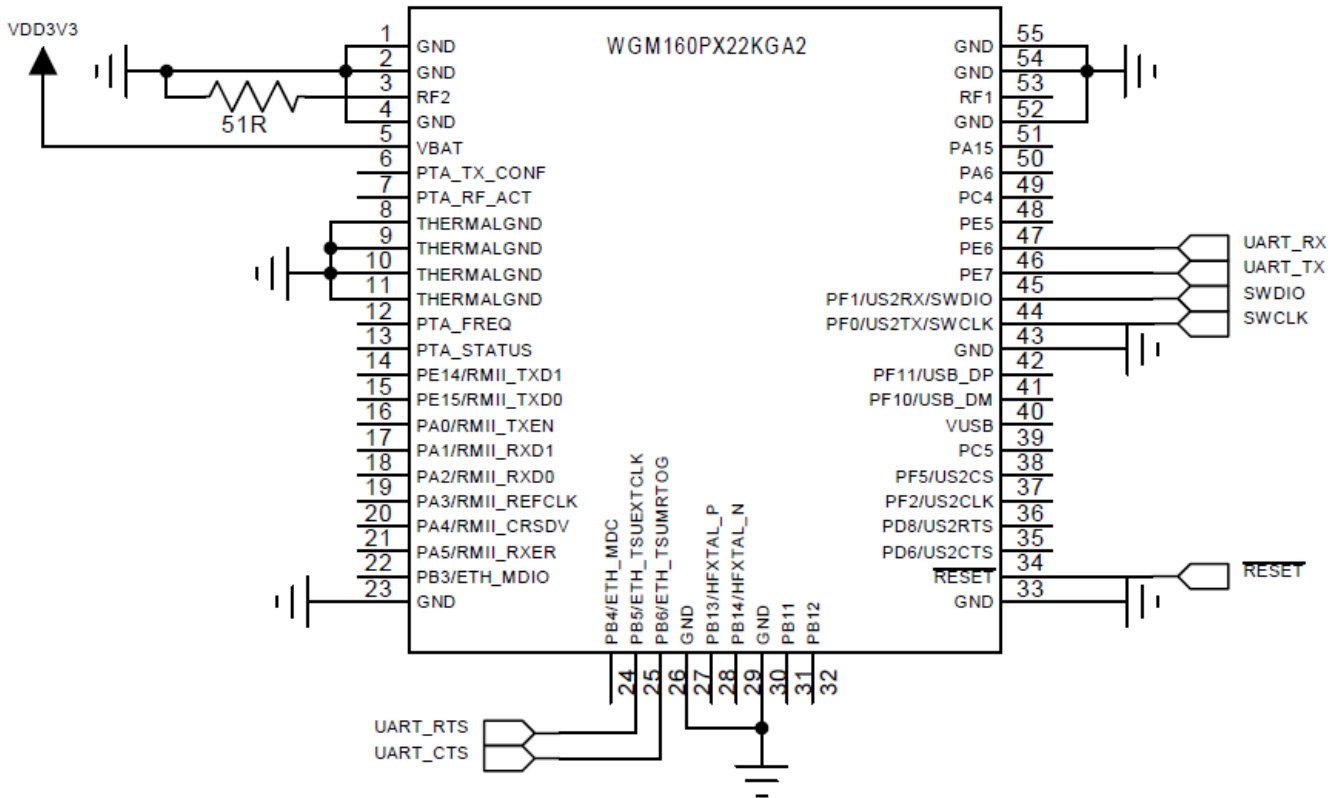 VDD3V3
WGM160PX22KGA2
51R
1 GND
2 GND
3 RF2
4 GND
5 VBAT
6 PTA_TX_CONF
7 PTA_RF_ACT
8 THERMALGND
9 THERMALGND
10 THERMALGND
11 THERMALGND
12 PTA_FREQ
13 PTA_STATUS
14 PE14/RMII_TXD1
15 PE15/RMII_TXD0
16 PA0/RMII_TXEN
17 PA1/RMII_RXD1
18 PA2/RMII_RXD0
19 PA3/RMII_REFCLK
20 PA4/RMII_CRSDV
21 PA5/RMII_RXER
22 PB3/ETH_MDIO
23 GND
PB4/ETH_MDC 24
PB5/ETH_TSUEXTCLK 25
PB6/ETH_TSUMRTOG 26
GND 27
PB13/HFXTAL_P 28
PB14/HFXTAL_N 29
GND 30
PB11 31
PB12 32
GND 55
GND 54
RF1 53
GND 52
PA15 51
PA6 50
PC4 49
PE5 48
PE6 47 UART_RX
PE7 46 UART_TX
PF1/US2RX/SWDIO 45 SWDIO
PF0/US2TX/SWCLK 44 SWCLK
GND 43
PF11/USB_DP 42
PF10/USB_DM 41
VUSB 40
PC5 39
PF5/US2CS 38
PF2/US2CLK 37
PD8/US2RTS 36
PD6/US2CTS 35
RESET 34 RESET
GND 33
UART_RTS
UART_CTS